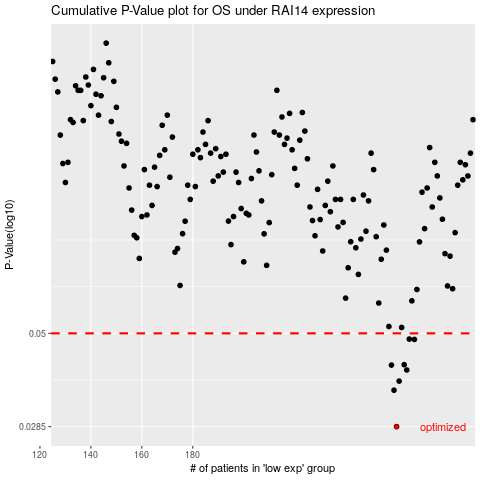 Cumulative P-Value plot for OS under RAI14 expression
P-Value(log10)
0.05
0.0285
optimized
120 140 160 180
# of patients in 'low exp' group